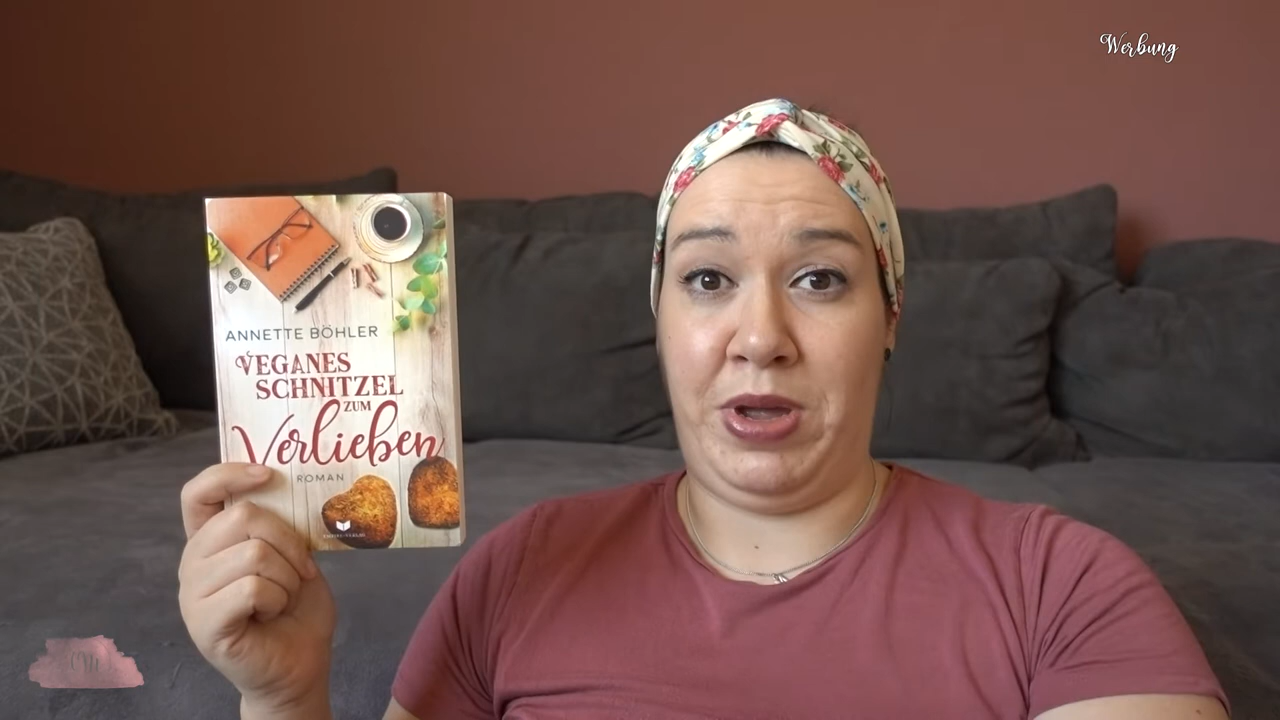 Werbung
ANNETTE BÖHLER
VEGANES
SCHNITZEL
ZUM
Verlieben
ROMAN